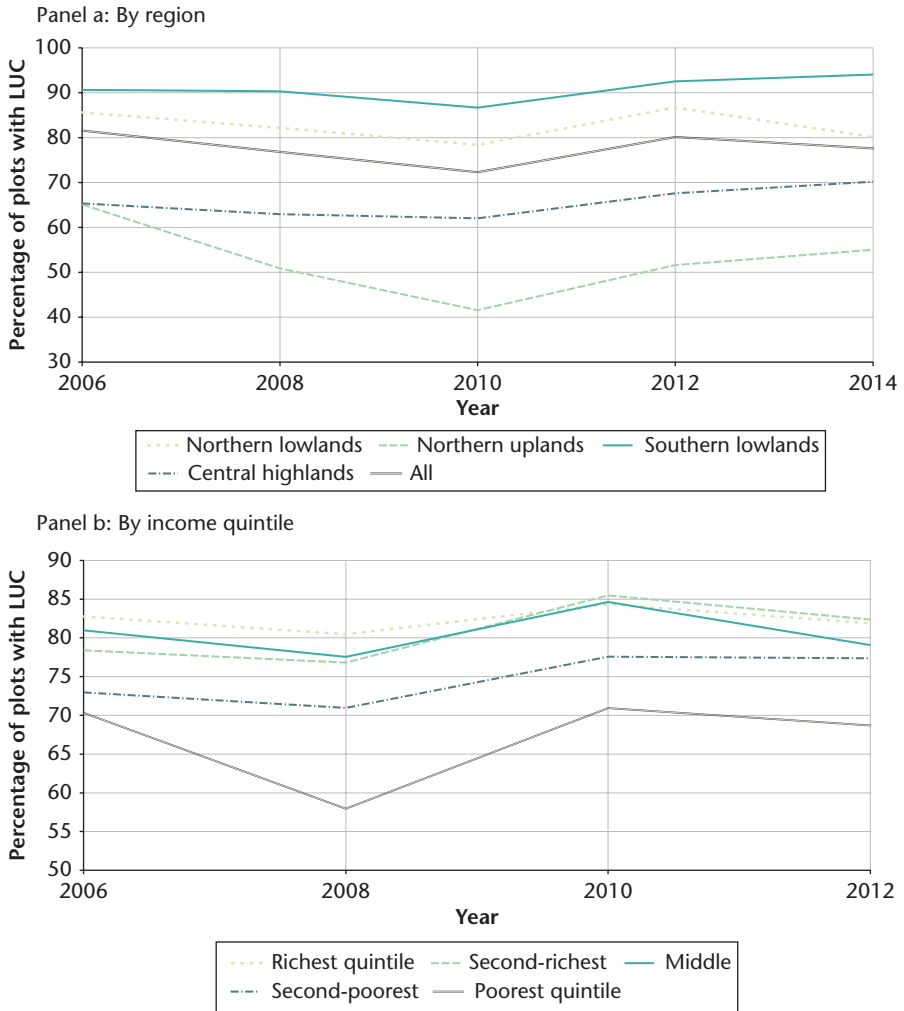 Panel a: By region
Percentage of plots with LUC
100
90
80
70
60
50
40
30
2006 2008 2010 2012 2014
Year
Northern lowlands Northern uplands Southern lowlands
Central highlands All
Panel b: By income quintile
Percentage of plots with LUC
90
85
80
75
70
65
60
55
50
2006 2008 2010 2012
Year
Richest quintile Second-richest Middle
Second-poorest Poorest quintile